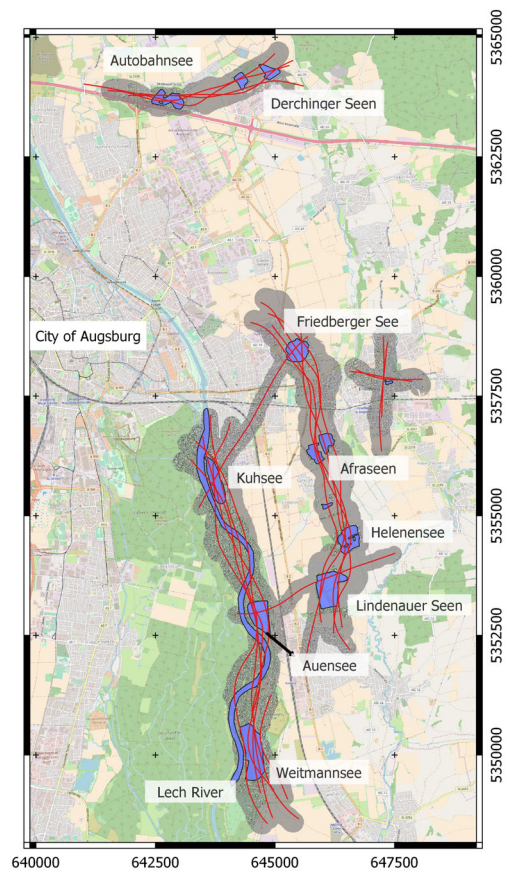 5365000
Autobahnsee
Derchinger Seen
5362500
5360000
Friedberger See
City of Augsburg
5357500
Afraseen
Kuhsee
5355000
Helenensee
Lindenauer Seen
5352500
Auensee
5350000
Weitmannsee
Lech River
640000 642500 645000 647500